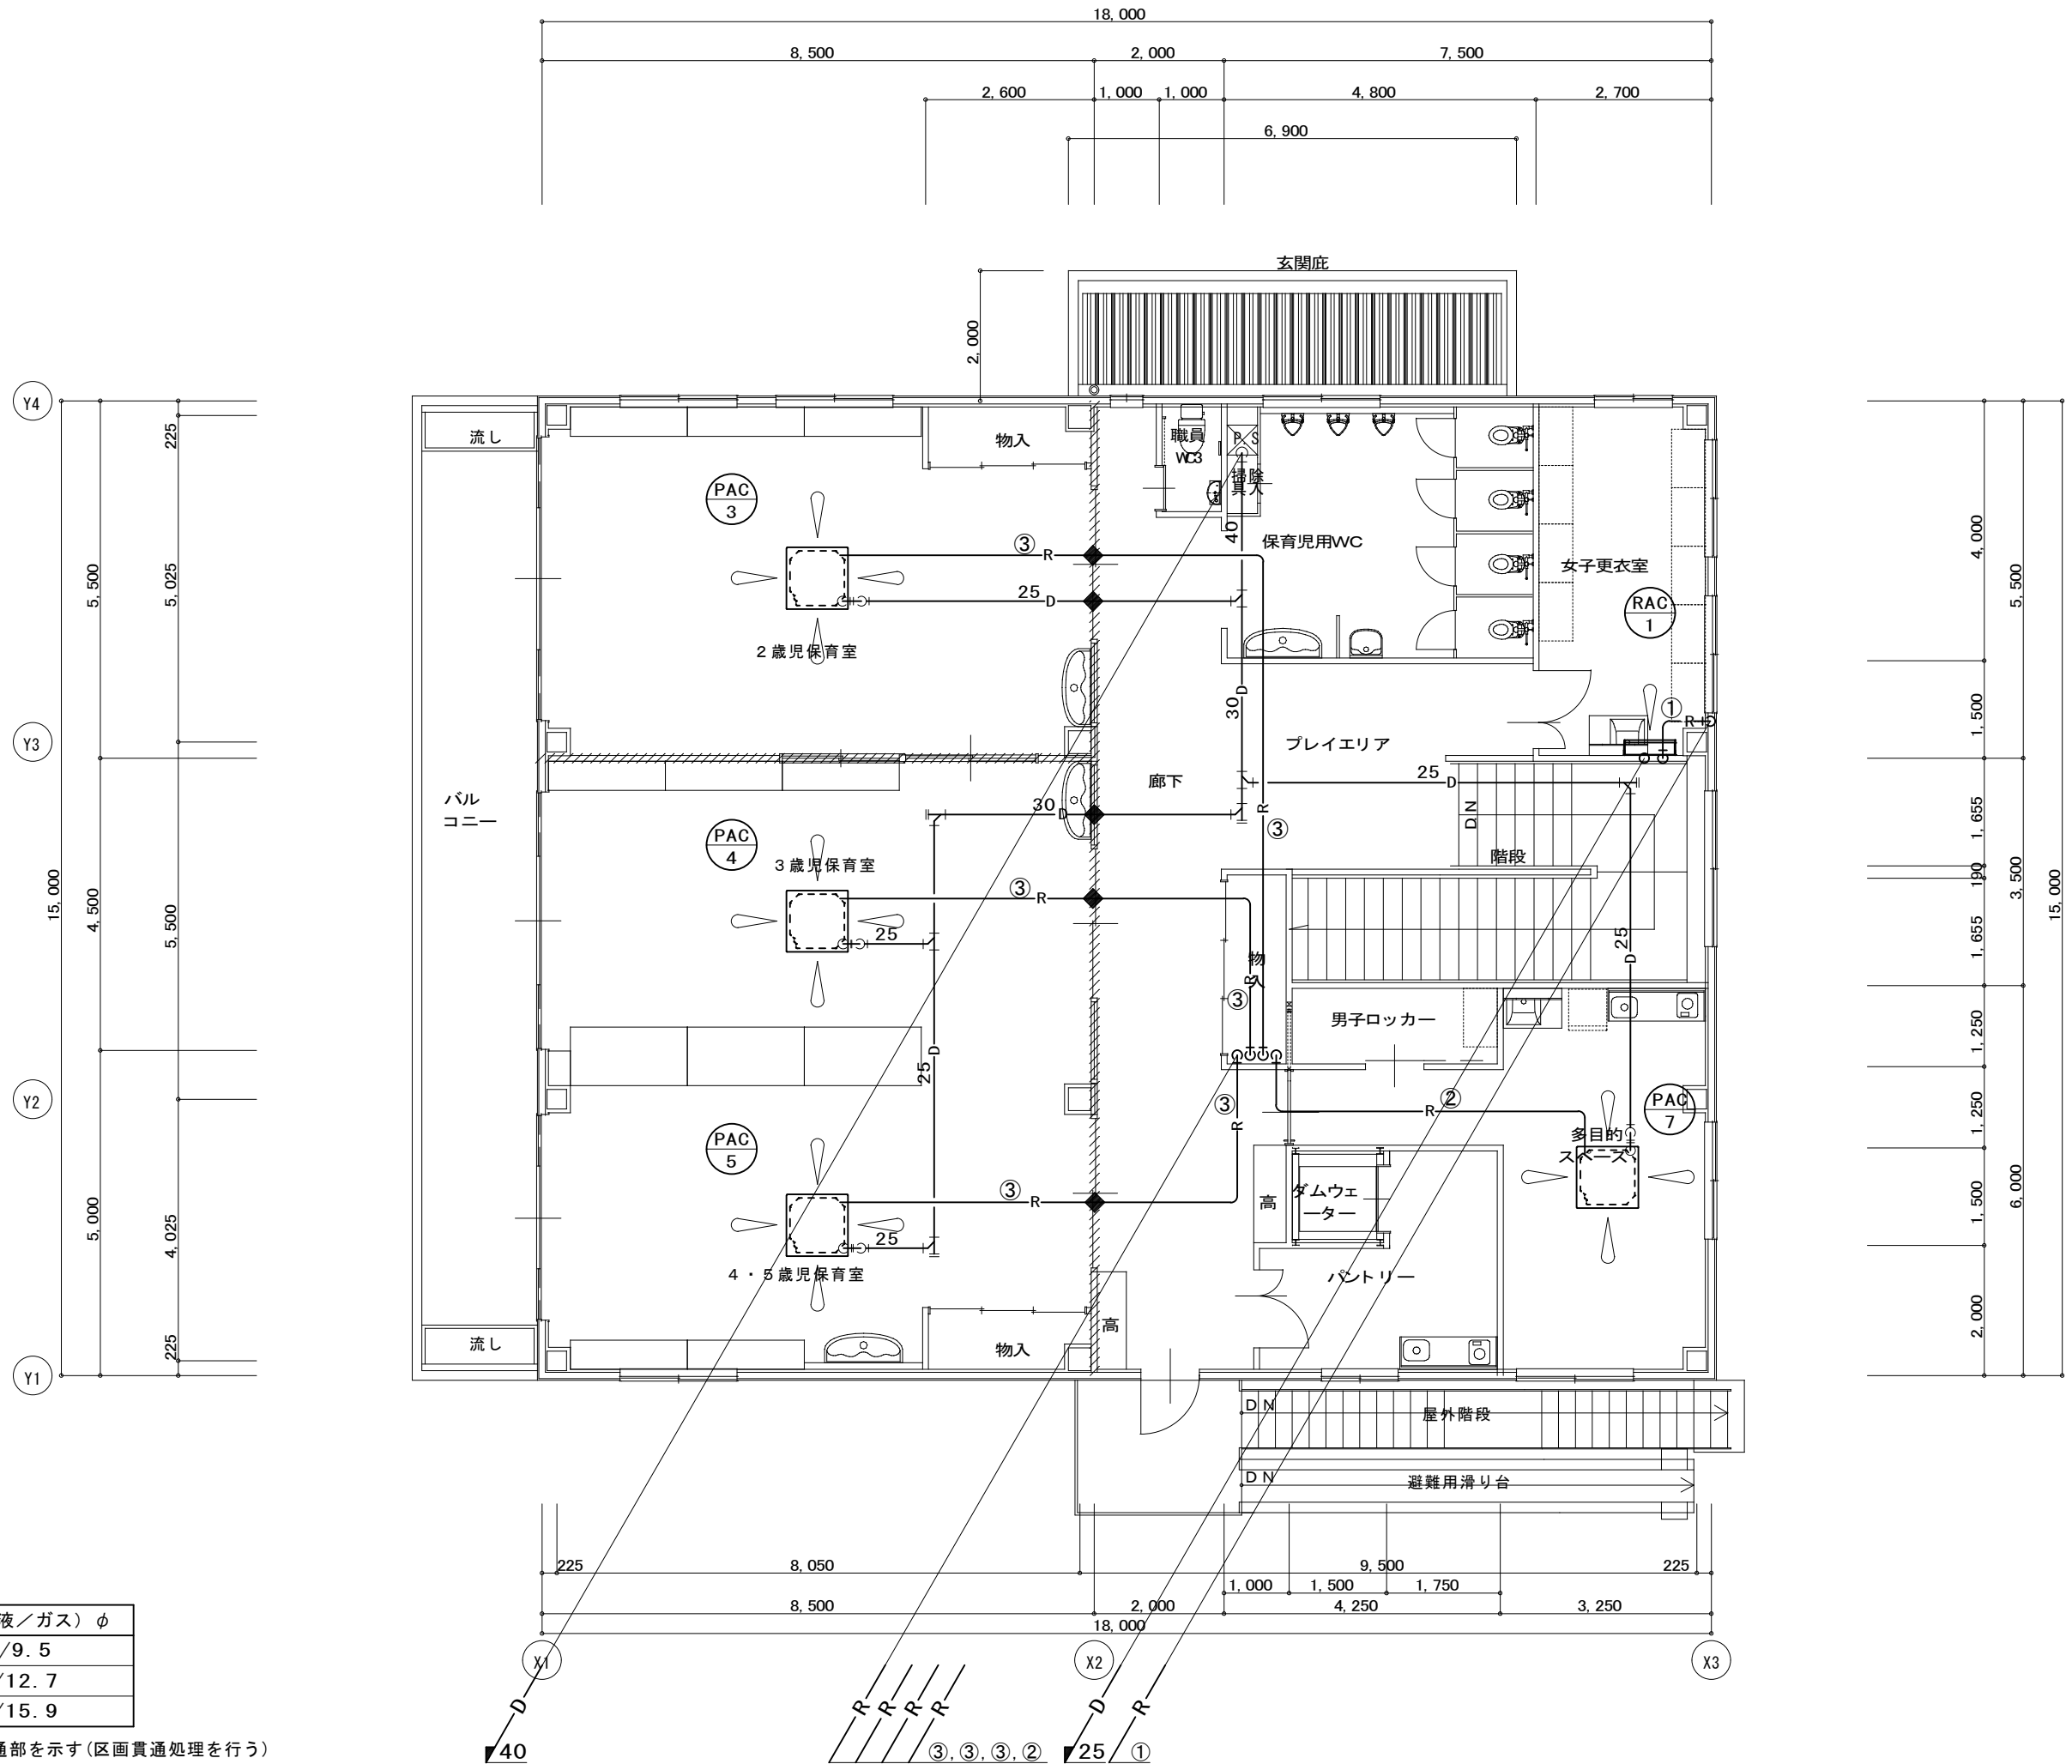 18,000
8,500 2,000 7,500
2,600 1,000 1,000 4,800 2,700
6,900
玄関庇
2,000
Y4
225
流し
物入
職員
WC3
PS
掃除
具入
PAC
3
③
R
40
保育児用WC
女子更衣室
4,000
5,500
5,025
5,500
25
D
RAC
1
2歳児保育室
D
30
①
R
1,500
Y3
プレイエリア
廊下
25
D
バル
コニー
30
D
R
③
DN
階段
PAC
4
3歳児保育室
1,655
190
3,500
15,000
15,000
4,500
5,500
③
R
25
25
D
1,655
物
入
R
③
男子ロッカー
1,250
25
D
Y2
③
R
R
②
PAC
7
1,250
多目的
スペース
PAC
5
③
R
高
ダムウェ
ーター
1,500
6,000
5,000
4,025
25
4・5歳児保育室
パントリー
2,000
225
流し
物入
高
Y1
DN
屋外階段
DN
避難用滑り台
225 8,050 9,500 225
1,000 1,500 1,750
8,500 2,000 4,250 3,250
18,000
液/ガス)φ
/9.5
/12.7
/15.9
X1
X2
X3
D
R
R
R
R
D
R
通部を示す(区画貫通処理を行う)
40
③,③,③,②
25
①